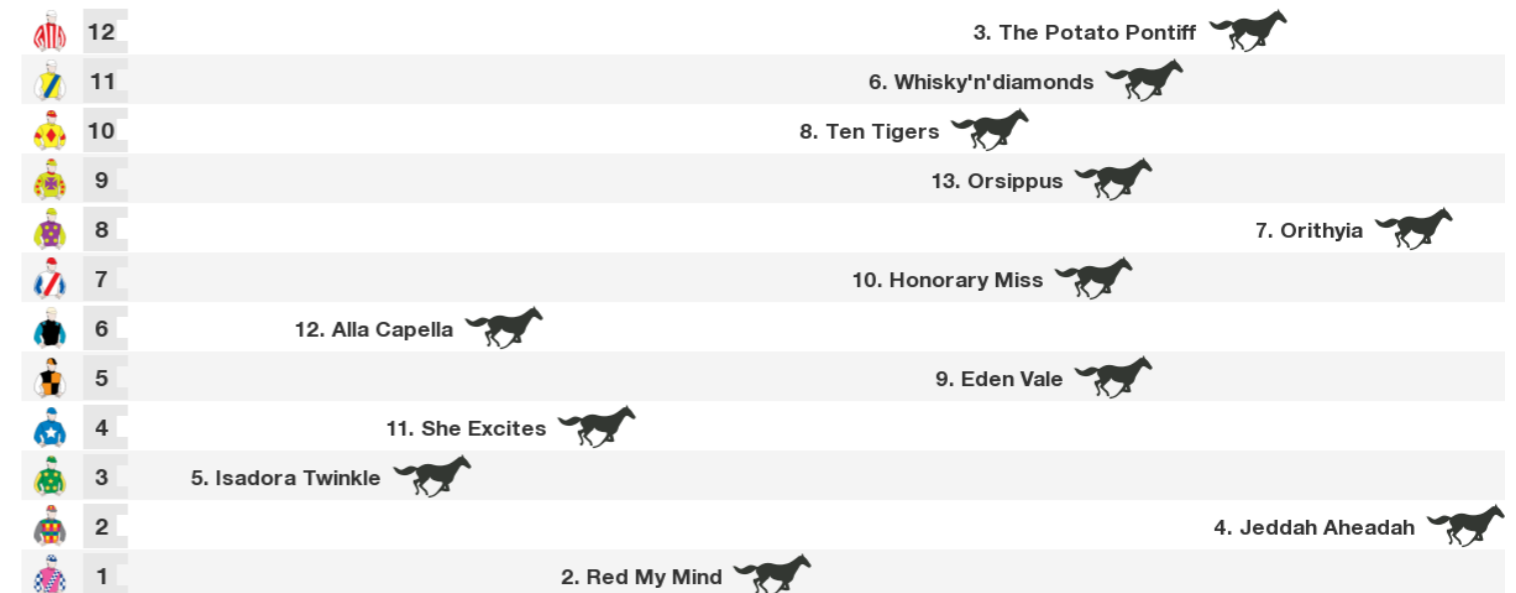 12 3. The Potato Pontiff
11 6. Whisky'n'diamonds
10 8. Ten Tigers
9 13. Orsippus
8 7. Orithyia
7 10. Honorary Miss
6 12. Alla Capella
5 9. Eden Vale
4 11. She Excites
3 5. Isadora Twinkle
2 4. Jeddah Aheadah
1 2. Red My Mind